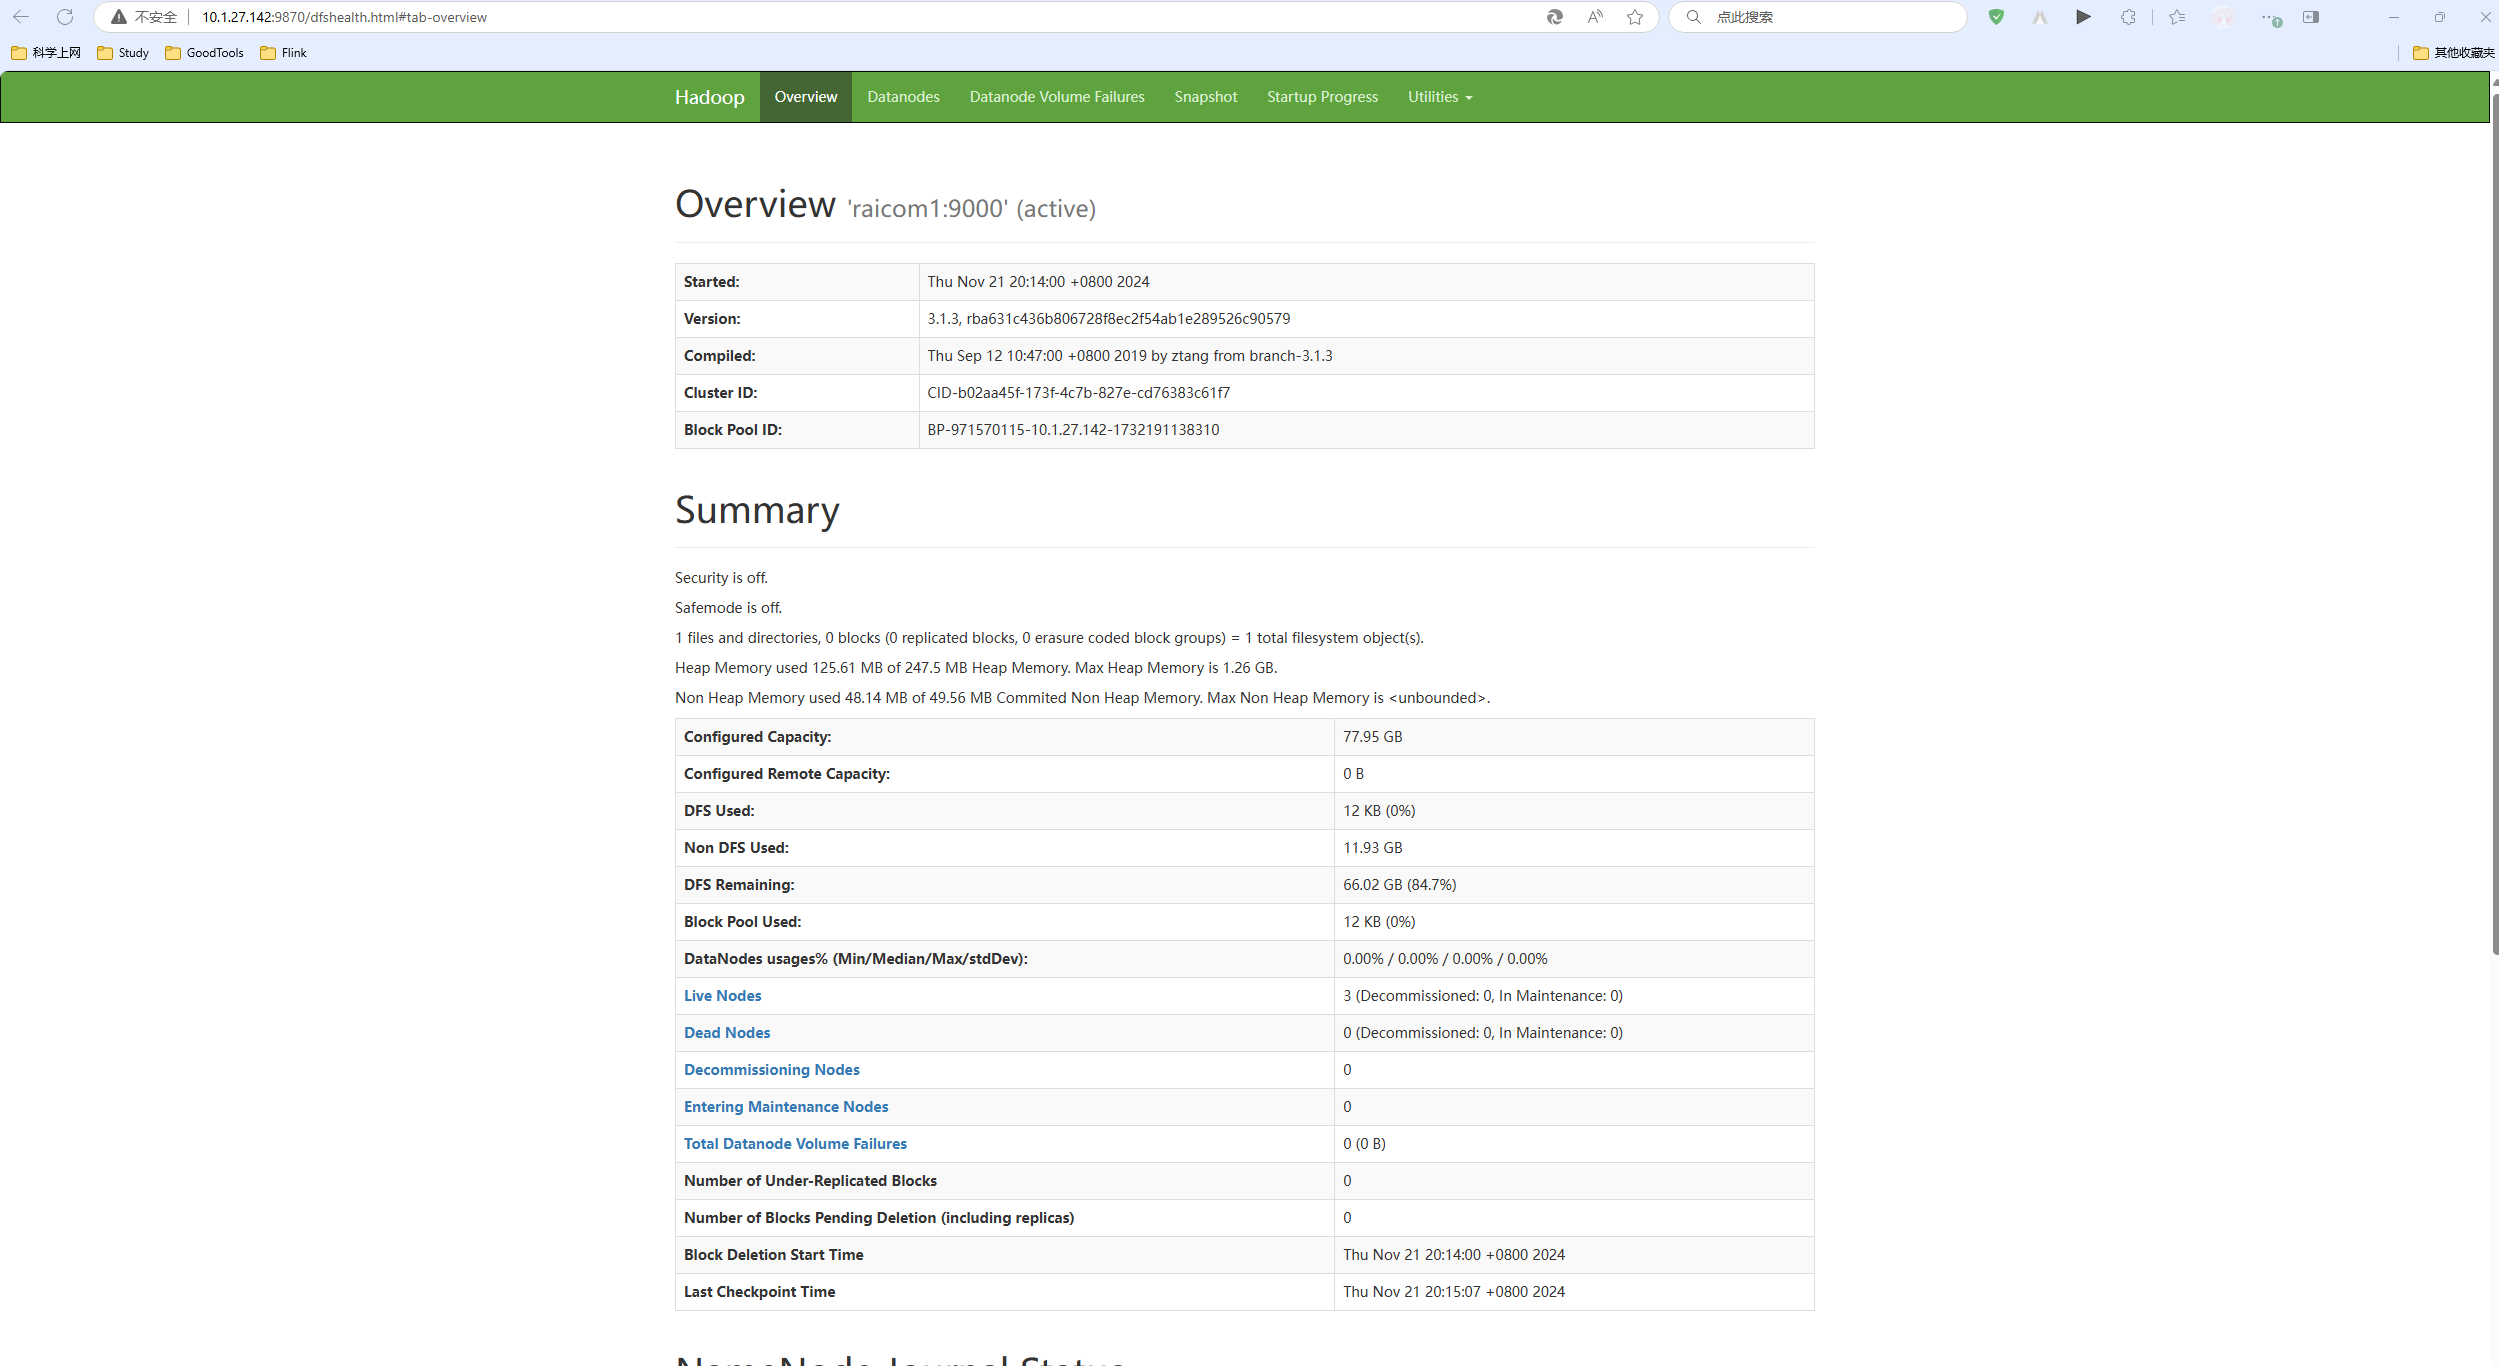 不安全 10.1.27.142:9870/dfshealth.html#tab-overview 点此搜索
科学上网 Study GoodTools Flink 其他收藏夹
Hadoop Overview Datanodes Datanode Volume Failures Snapshot Startup Progress Utilities
Overview 'raicom1:9000' (active)
Started: Thu Nov 21 20:14:00 +0800 2024
Version: 3.1.3, rba631c436b806728f8ec2f54ab1e289526c90579
Compiled: Thu Sep 12 10:47:00 +0800 2019 by ztang from branch-3.1.3
Cluster ID: CID-b02aa45f-173f-4c7b-827e-cd76383c61f7
Block Pool ID: BP-971570115-10.1.27.142-1732191138310
Summary
Security is off.
Safemode is off.
1 files and directories, 0 blocks (0 replicated blocks, 0 erasure coded block groups) = 1 total filesystem object(s).
Heap Memory used 125.61 MB of 247.5 MB Heap Memory. Max Heap Memory is 1.26 GB.
Non Heap Memory used 48.14 MB of 49.56 MB Commited Non Heap Memory. Max Non Heap Memory is <unbounded>.
Configured Capacity: 77.95 GB
Configured Remote Capacity: 0 B
DFS Used: 12 KB (0%)
Non DFS Used: 11.93 GB
DFS Remaining: 66.02 GB (84.7%)
Block Pool Used: 12 KB (0%)
DataNodes usages% (Min/Median/Max/stdDev): 0.00% / 0.00% / 0.00% / 0.00%
Live Nodes 3 (Decommissioned: 0, In Maintenance: 0)
Dead Nodes 0 (Decommissioned: 0, In Maintenance: 0)
Decommissioning Nodes 0
Entering Maintenance Nodes 0
Total Datanode Volume Failures 0 (0 B)
Number of Under-Replicated Blocks 0
Number of Blocks Pending Deletion (including replicas) 0
Block Deletion Start Time Thu Nov 21 20:14:00 +0800 2024
Last Checkpoint Time Thu Nov 21 20:15:07 +0800 2024
NameNode Journal Status